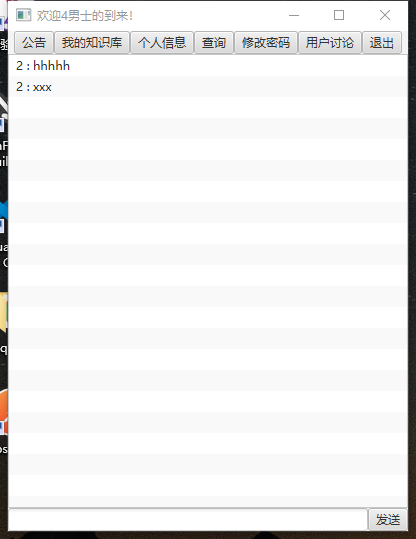 欢迎4男士的到来！
公告 我的知识库 个人信息 查询 修改密码 用户讨论 退出
2 : hhhhh
2 : xxx
发送